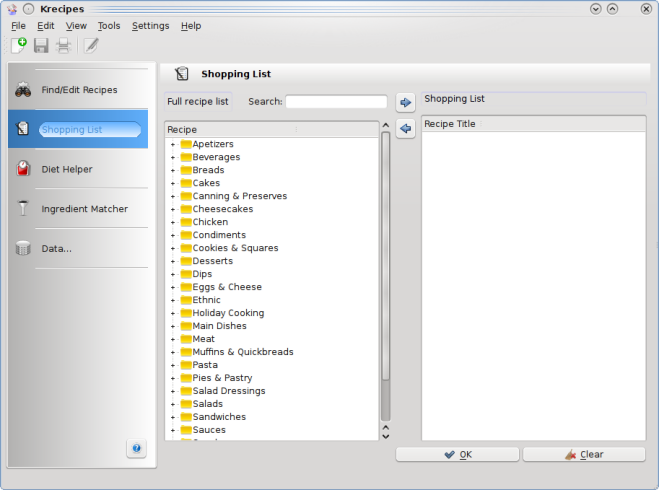 Krecipes
File Edit View Tools Settings Help
Find/Edit Recipes
Shopping List
Diet Helper
Ingredient Matcher
Data...
Shopping List
Full recipe list Search:
Recipe
Apetizers
Beverages
Breads
Cakes
Canning & Preserves
Cheesecakes
Chicken
Condiments
Cookies & Squares
Desserts
Dips
Eggs & Cheese
Ethnic
Holiday Cooking
Main Dishes
Meat
Muffins & Quickbreads
Pasta
Pies & Pastry
Salad Dressings
Salads
Sandwiches
Sauces
Shopping List
Recipe Title
OK Clear